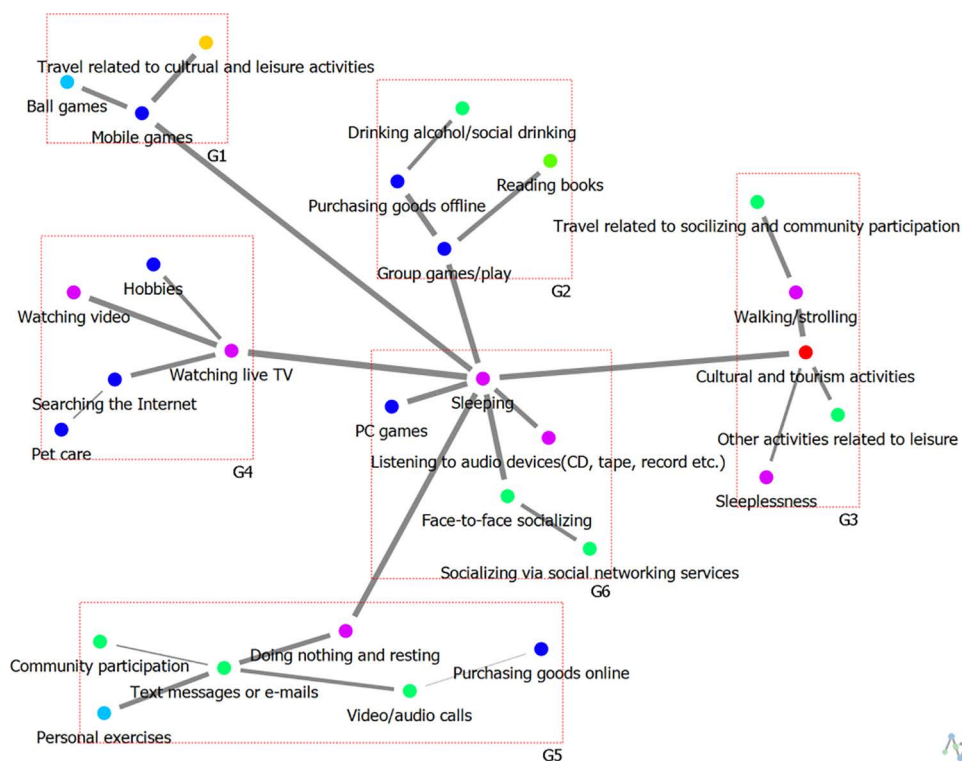 Travel related to cultrual and leisure activities
Ball games
Mobile games
G1
Drinking alcohol/social drinking
Reading books
Purchasing goods offline
Group games/play
G2
Travel related to socilizing and community participation
Walking/strolling
Cultural and tourism activities
Other activities related to leisure
Sleeplessness
G3
Hobbies
Watching video
Watching live TV
Searching the Internet
Pet care
G4
Sleeping
PC games
Listening to audio devices(CD, tape, record etc.)
Face-to-face socializing
Socializing via social networking services
G6
Doing nothing and resting
Community participation
Text messages or e-mails
Purchasing goods online
Video/audio calls
Personal exercises
G5